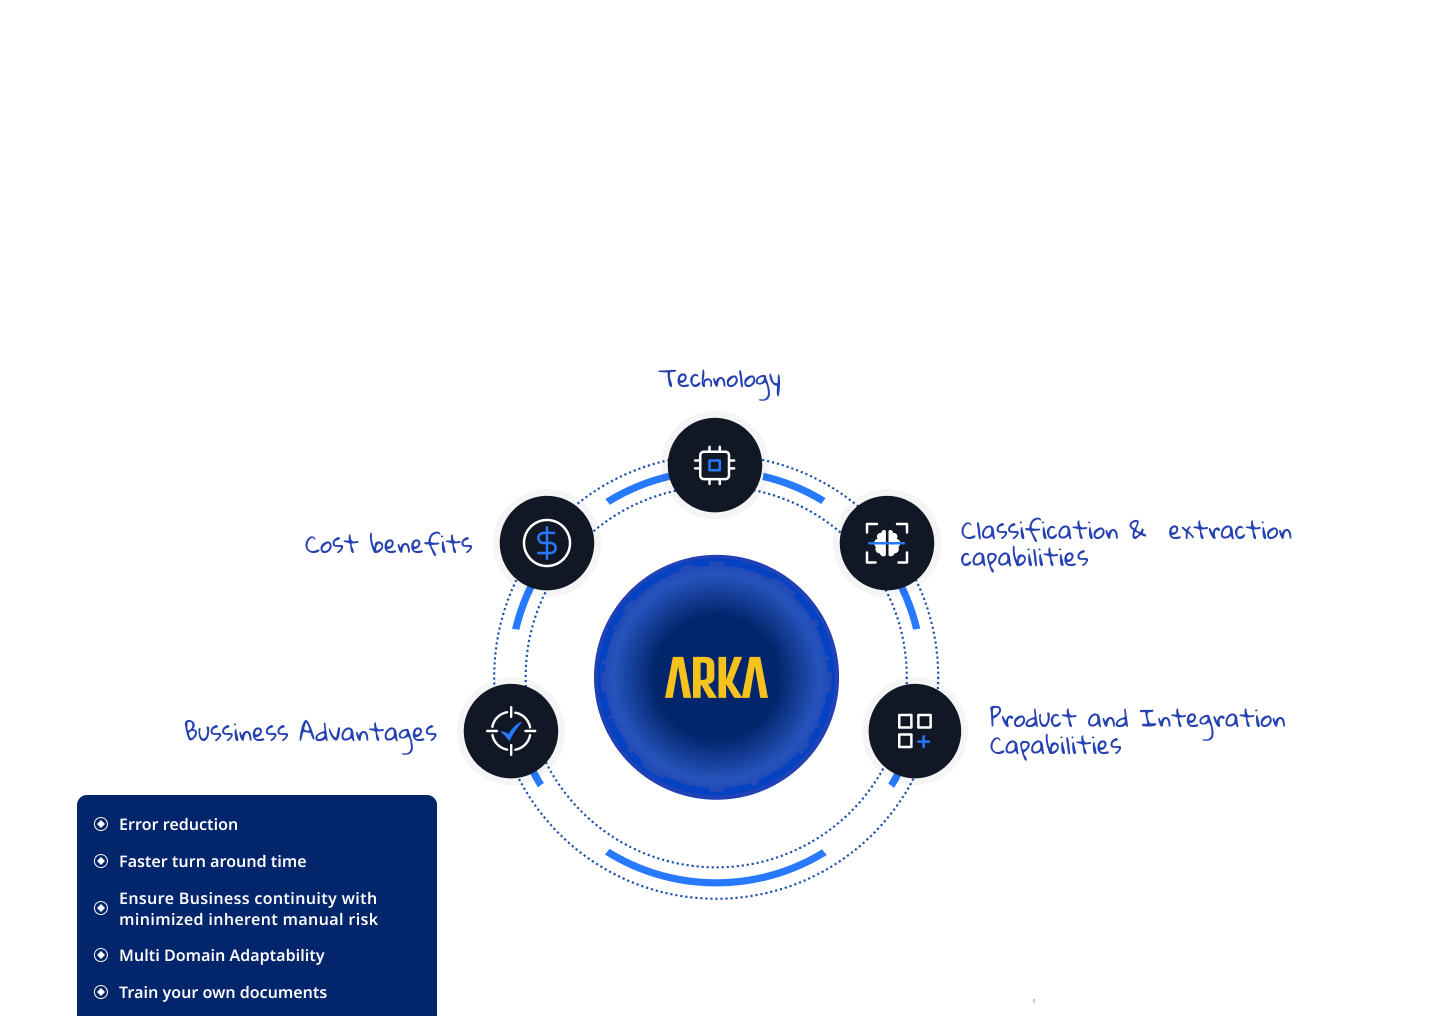 Technology
Cost benefits
Classification & extraction
capabilities
ARKA
Bussiness Advantages
Product and Integration
Capabilities
Error reduction
Faster turn around time
Ensure Business continuity with
minimized inherent manual risk
Multi Domain Adaptability
Train your own documents